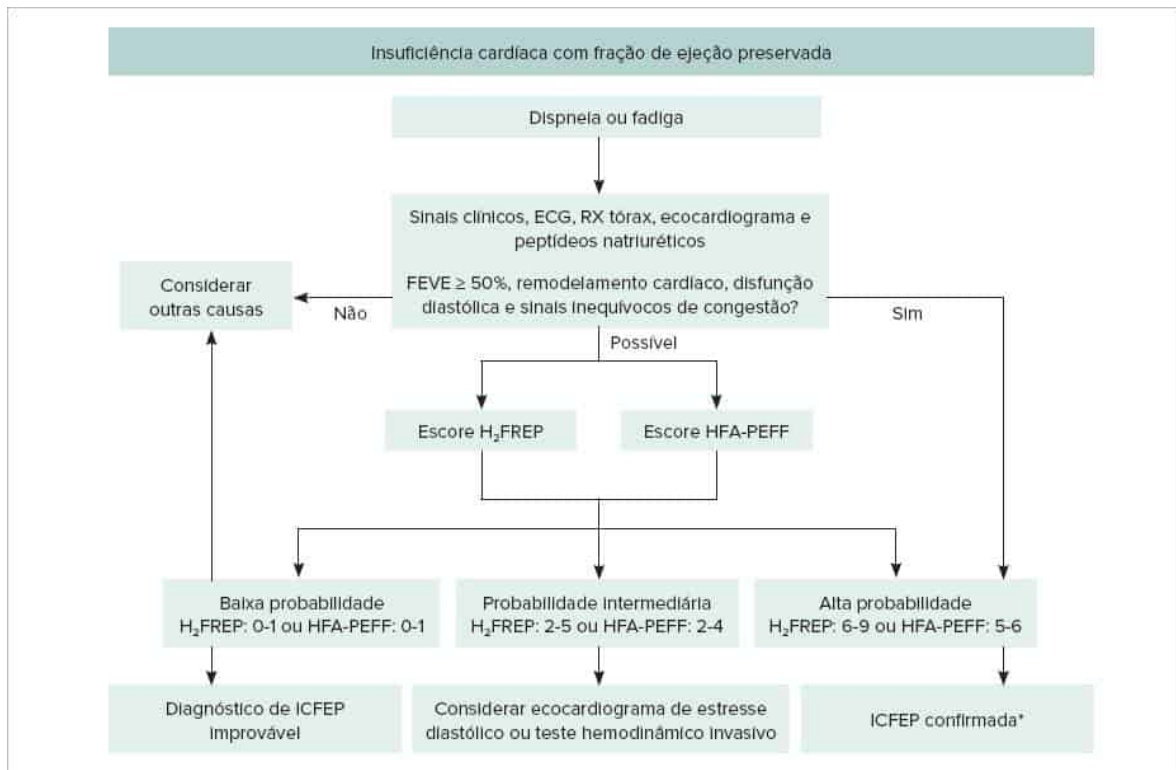 Insuficiência cardíaca com fração de ejeção preservada
Dispneia ou fadiga
Sinais clínicos, ECG, RX tórax, ecocardiograma e
peptídeos natriuréticos
FEVE ≥ 50%, remodelamento cardíaco, disfunção
diastólica e sinais inequívocos de congestão?
Considerar
outras causas
Não
Sim
Possível
Escore H₂FREP
Escore HFA-PEFF
Baixa probabilidade
H₂FREP: 0-1 ou HFA-PEFF: 0-1
Probabilidade intermediária
H₂FREP: 2-5 ou HFA-PEFF: 2-4
Alta probabilidade
H₂FREP: 6-9 ou HFA-PEFF: 5-6
Diagnóstico de ICFEP
improvável
Considerar ecocardiograma de estresse
diastólico ou teste hemodinâmico invasivo
ICFEP confirmada*